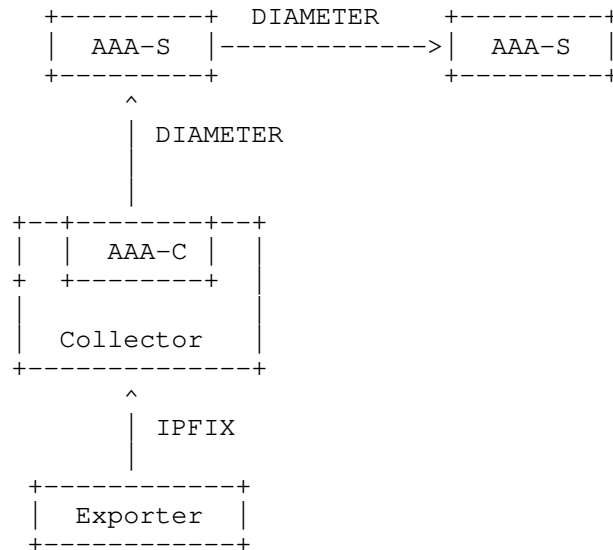 DIAMETER
AAA-S AAA-S
DIAMETER
AAA-C
Collector
IPFIX
Exporter